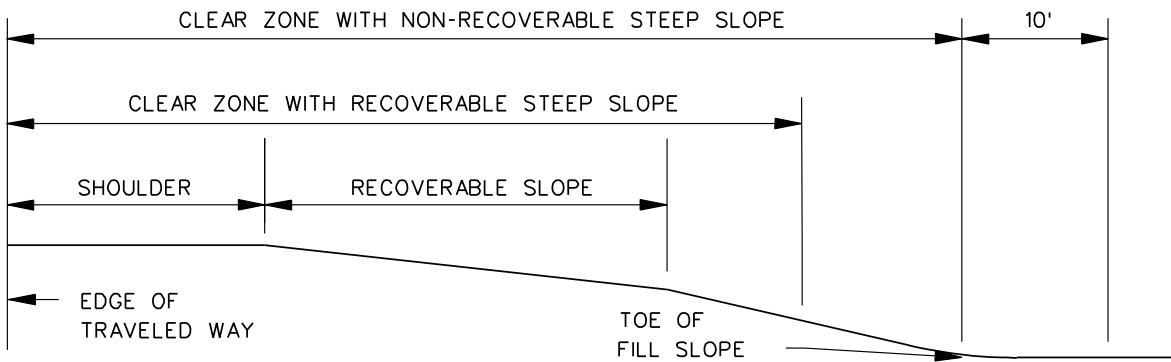 CLEAR ZONE WITH NON-RECOVERABLE STEEP SLOPE
10'
CLEAR ZONE WITH RECOVERABLE STEEP SLOPE
SHOULDER
RECOVERABLE SLOPE
EDGE OF
TRAVELED WAY
TOE OF
FILL SLOPE